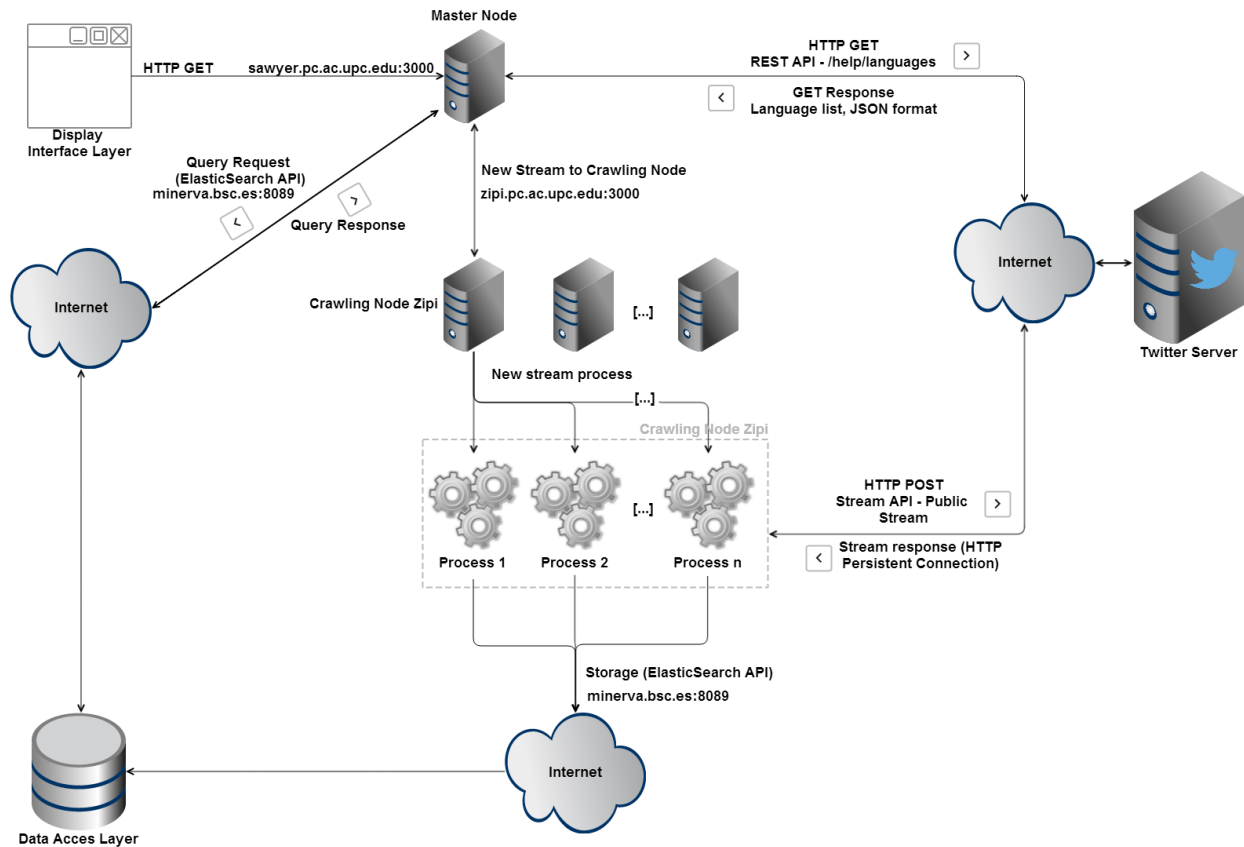 Master Node
HTTP GET
sawyer.pc.ac.upc.edu:3000
Display
Interface Layer
HTTP GET
REST API - /help/languages
GET Response
Language list, JSON format
Query Request
(ElasticSearch API)
minerva.bsc.es:8089
Query Response
New Stream to Crawling Node
zipi.pc.ac.upc.edu:3000
Internet
Crawling Node Zipi
[...]
Internet
Twitter Server
New stream process
[...]
Crawling Node Zipi
[...]
Process 1
Process 2
Process n
HTTP POST
Stream API - Public
Stream
Stream response (HTTP
Persistent Connection)
Storage (ElasticSearch API)
minerva.bsc.es:8089
Internet
Data Acces Layer